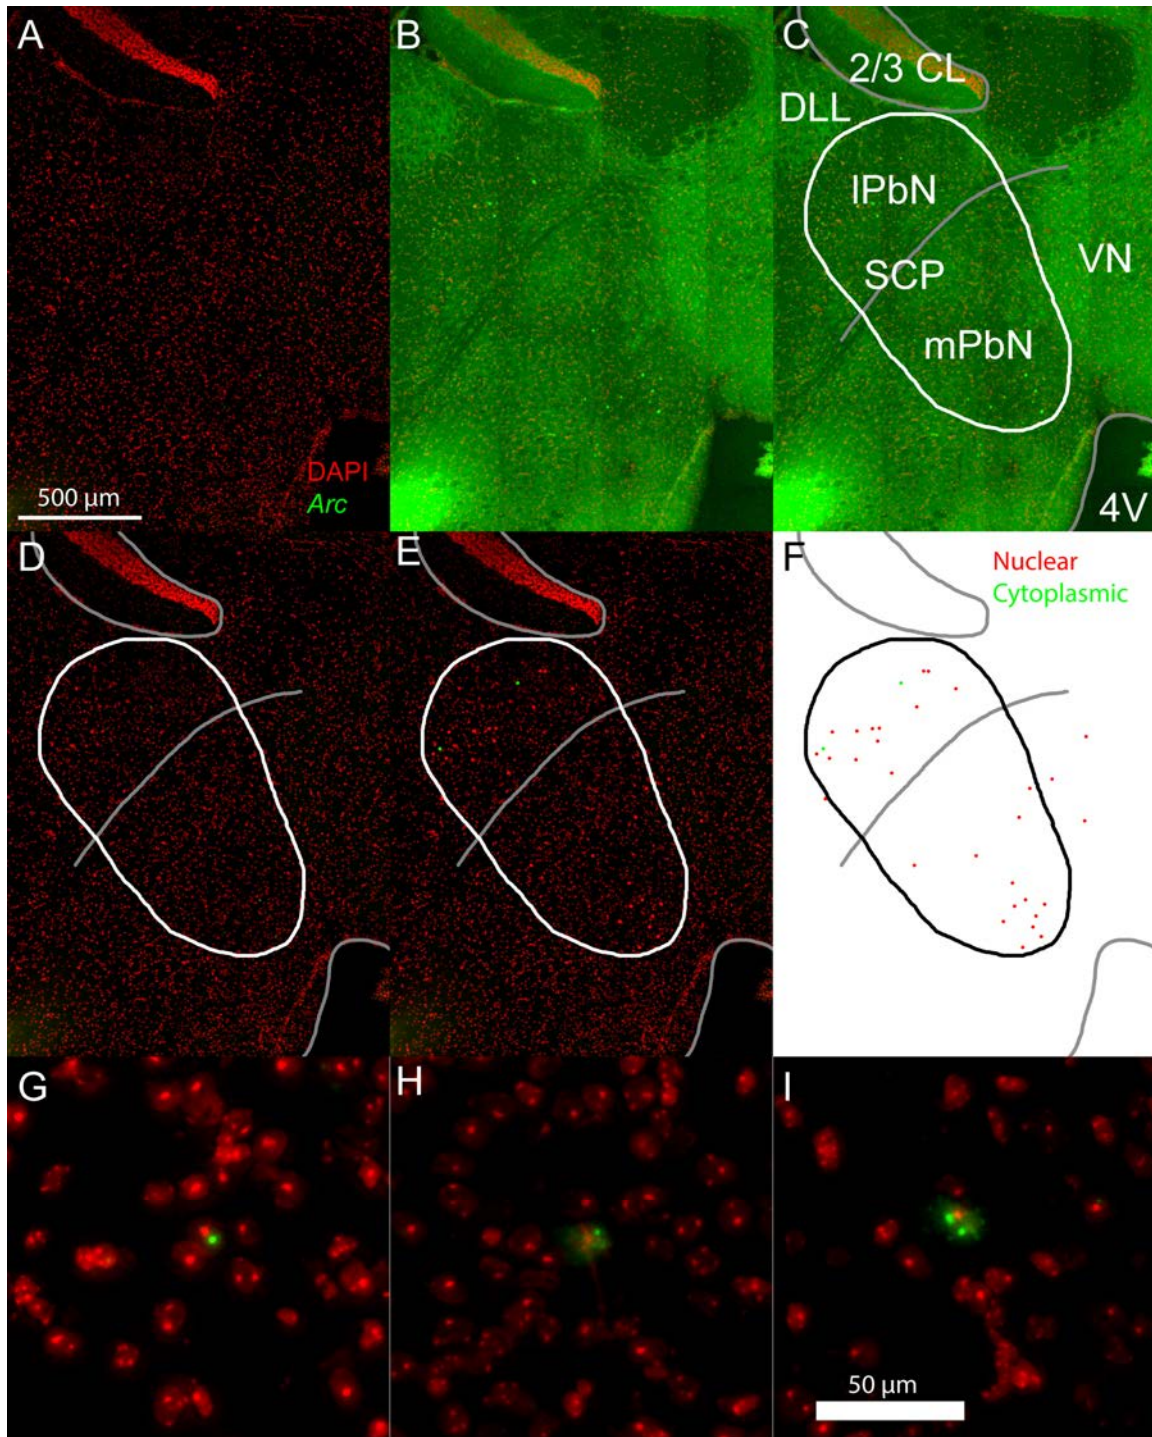 A
B
C
2/3 CL
DLL
lPbN
SCP
VN
mPbN
DAPI
Arc
500 µm
4V
D
E
F
Nuclear
Cytoplasmic
G
H
I
50 µm